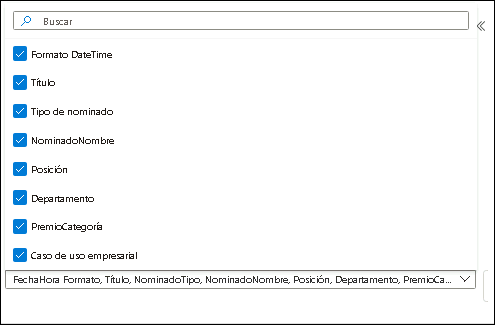 Buscar
Formato DateTime
Título
Tipo de nominado
NominadoNombre
Posición
Departamento
PremioCategoría
Caso de uso empresarial
FechaHora Formato, Título, NominadoTipo, NominadoNombre, Posición, Departamento, PremioCa...